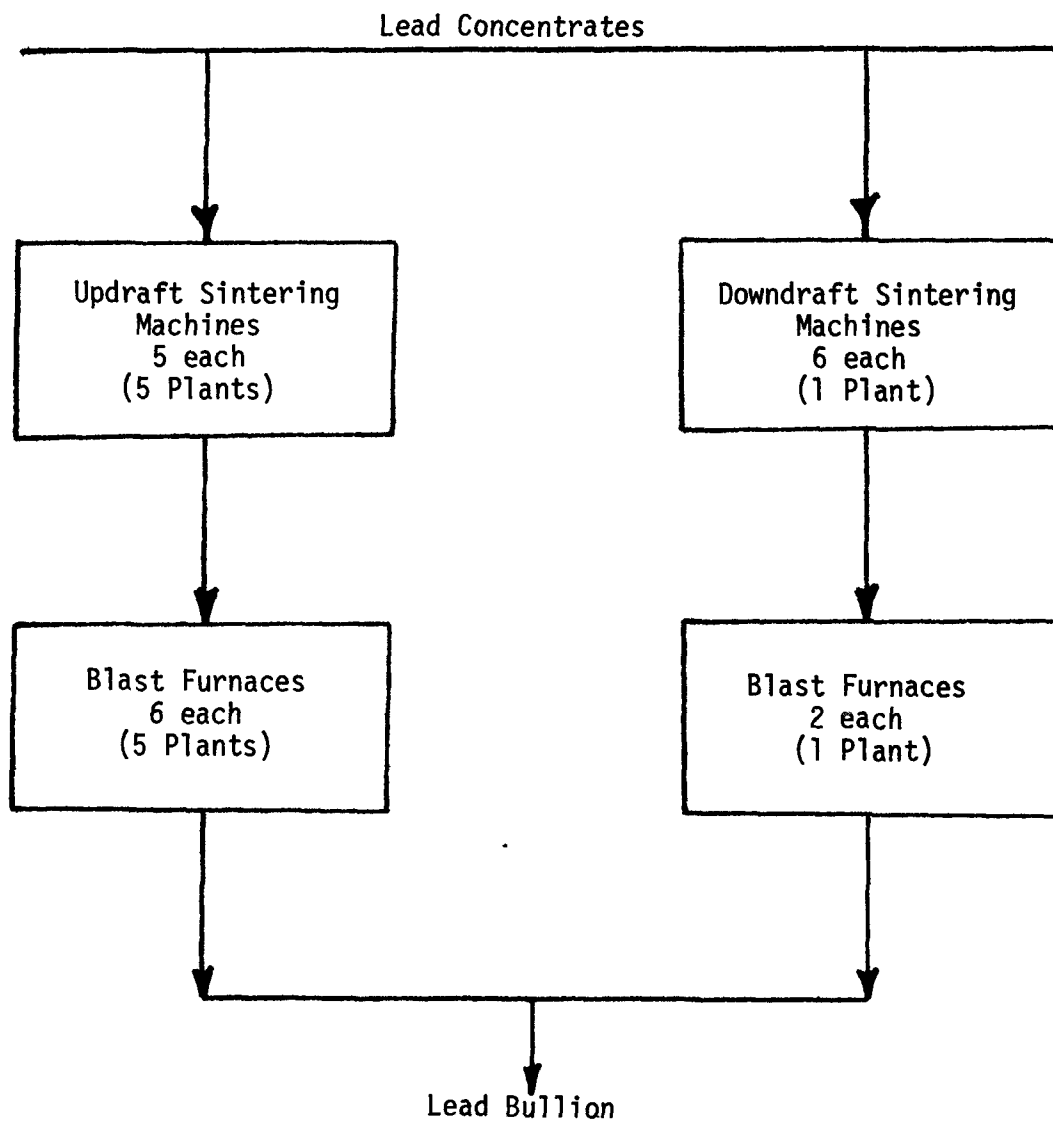 Lead Concentrates
Updraft Sintering
Machines
5 each
(5 Plants)
Downdraft Sintering
Machines
6 each
(1 Plant)
Blast Furnaces
6 each
(5 Plants)
Blast Furnaces
2 each
(1 Plant)
Lead Bullion